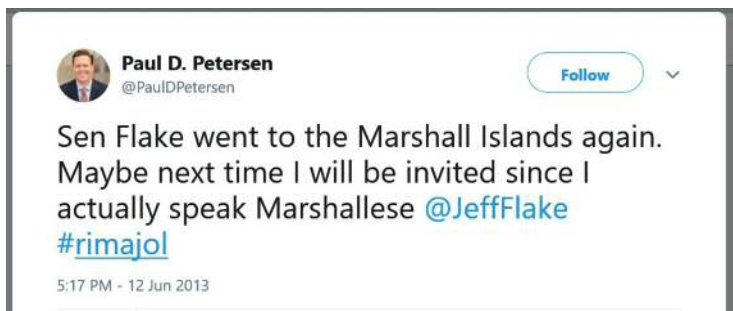 Paul D. Petersen
@PaulDPetersen
Follow
Sen Flake went to the Marshall Islands again.
Maybe next time I will be invited since I
actually speak Marshallese @JeffFlake
#rimajol
5:17 PM - 12 Jun 2013